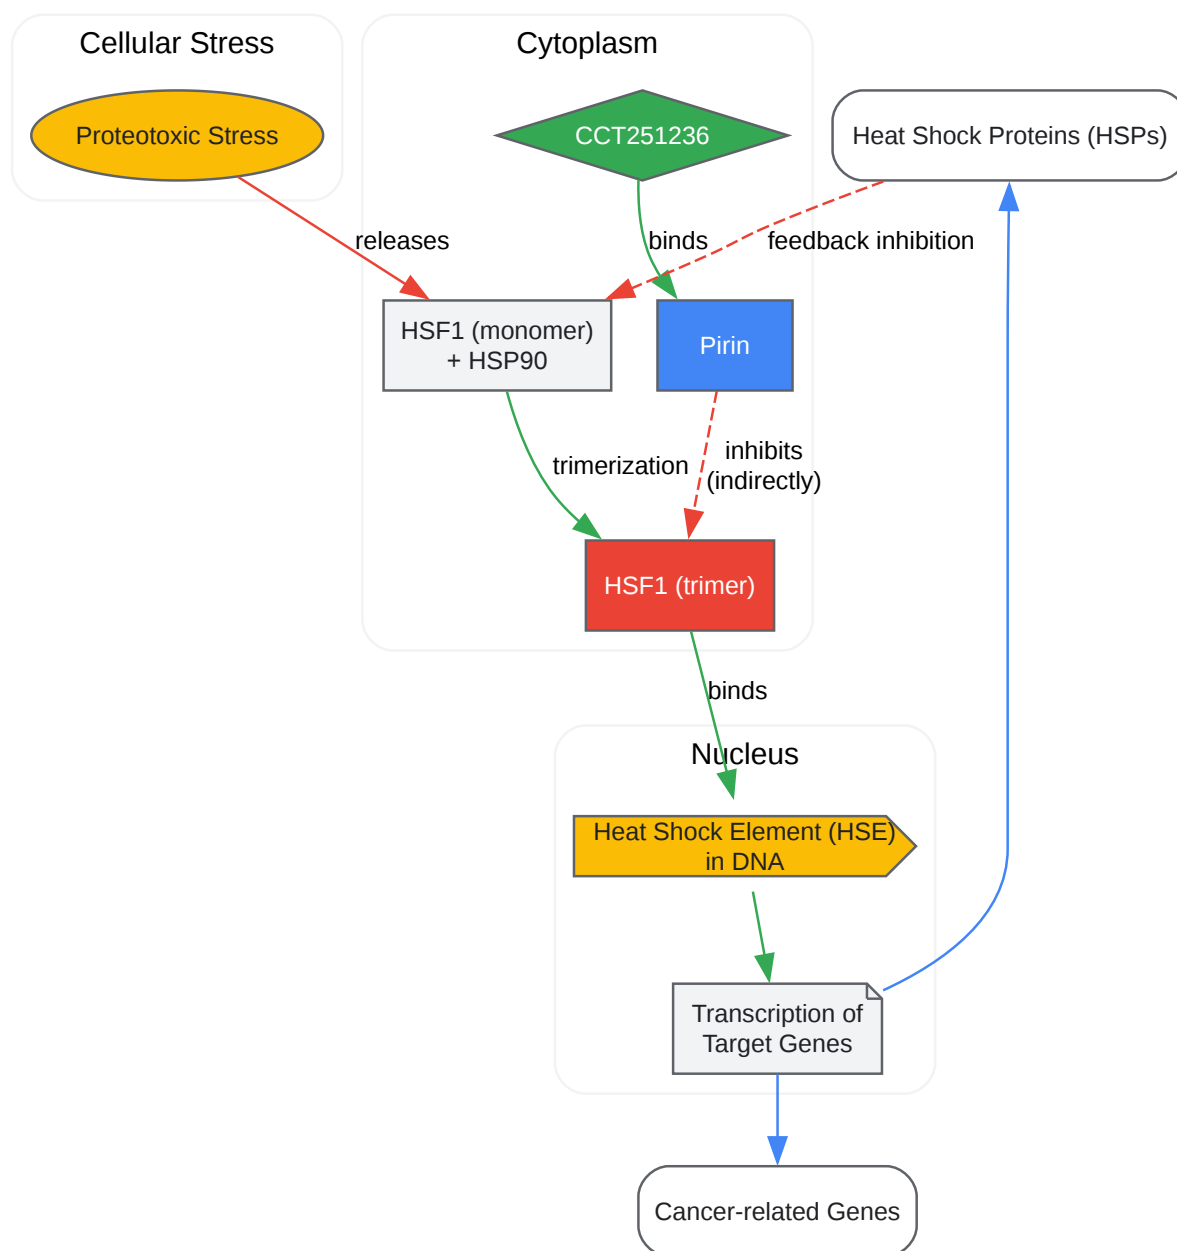 Cellular Stress
Cytoplasm
Proteotoxic Stress
CCT251236
Heat Shock Proteins (HSPs)
releases
binds
feedback inhibition
HSF1 (monomer)
+ HSP90
Pirin
trimerization
inhibits
(indirectly)
HSF1 (trimer)
binds
Nucleus
Heat Shock Element (HSE)
in DNA
Transcription of
Target Genes
Cancer-related Genes